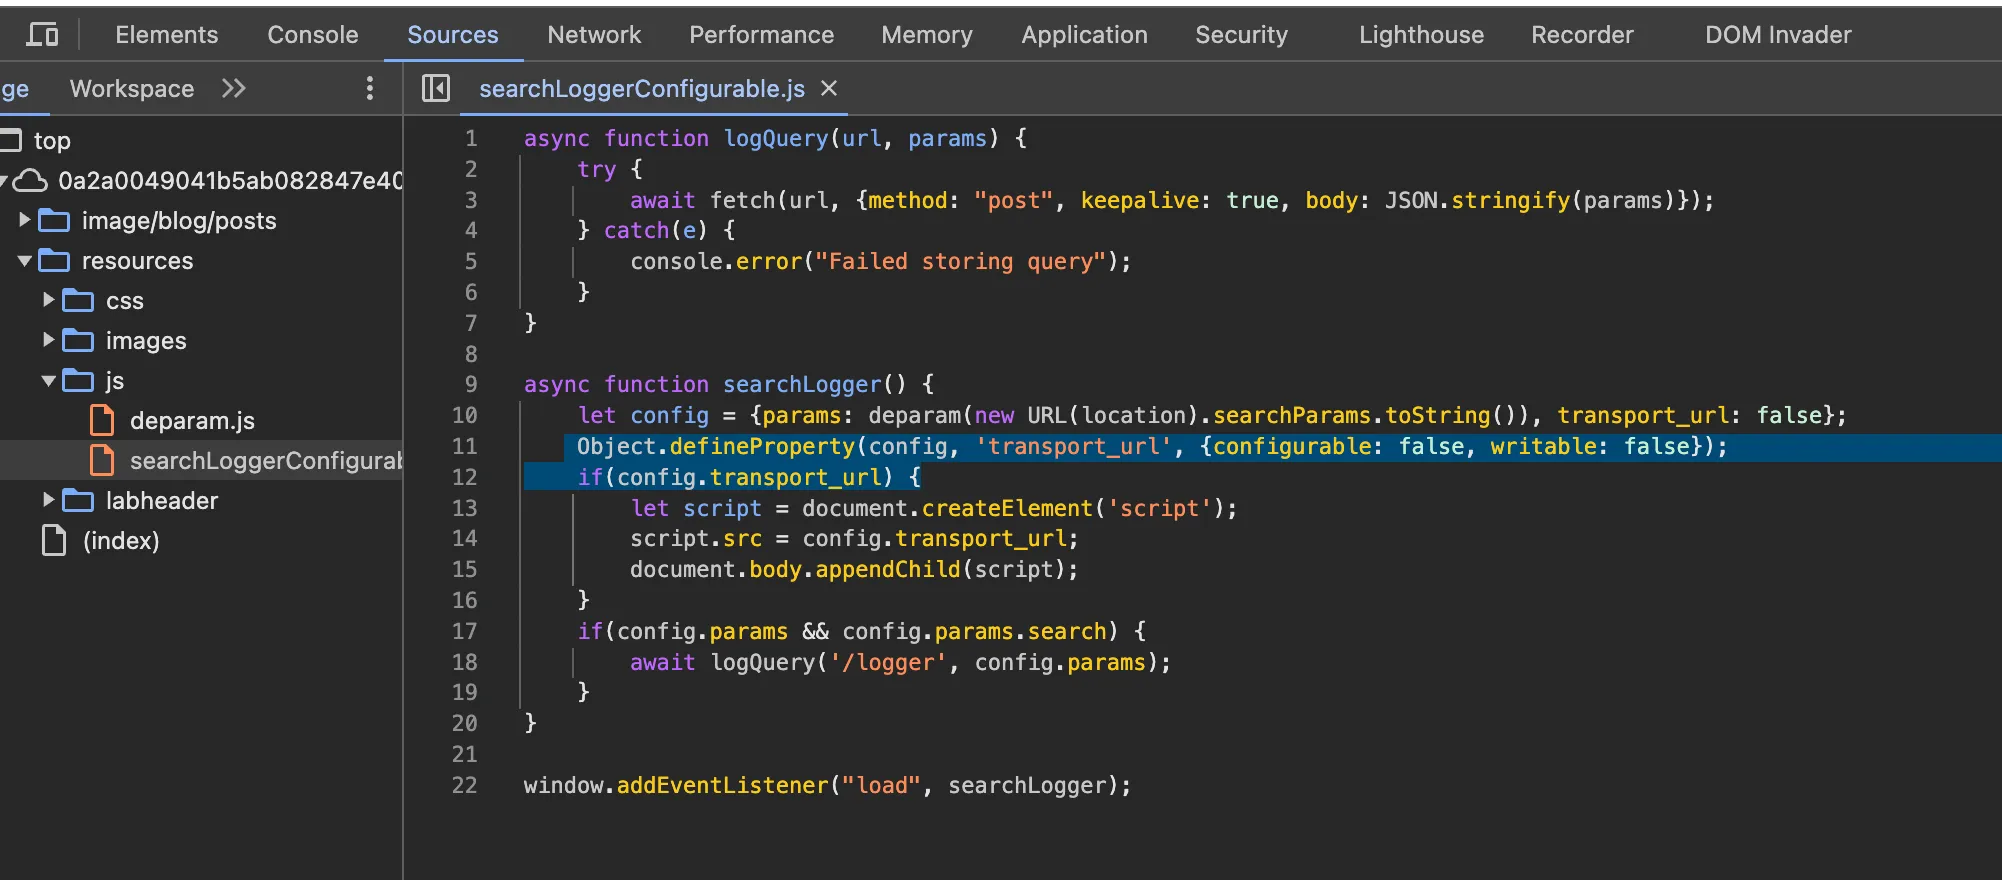 Elements Console Sources Network Performance Memory Application Security Lighthouse Recorder DOM Invader
ge Workspace searchLoggerConfigurable.js
top
0a2a0049041b5ab082847e40
image/blog/posts
resources
css
images
js
deparam.js
searchLoggerConfigurab
labheader
(index)
1 async function logQuery(url, params) {
2     try {
3         await fetch(url, {method: "post", keepalive: true, body: JSON.stringify(params)});
4     } catch(e) {
5         console.error("Failed storing query");
6     }
7 }
8
9 async function searchLogger() {
10     let config = {params: deparam(new URL(location).searchParams.toString()), transport_url: false};
11     Object.defineProperty(config, 'transport_url', {configurable: false, writable: false});
12     if(config.transport_url) {
13         let script = document.createElement('script');
14         script.src = config.transport_url;
15         document.body.appendChild(script);
16     }
17     if(config.params && config.params.search) {
18         await logQuery('/logger', config.params);
19     }
20 }
21
22 window.addEventListener("load", searchLogger);